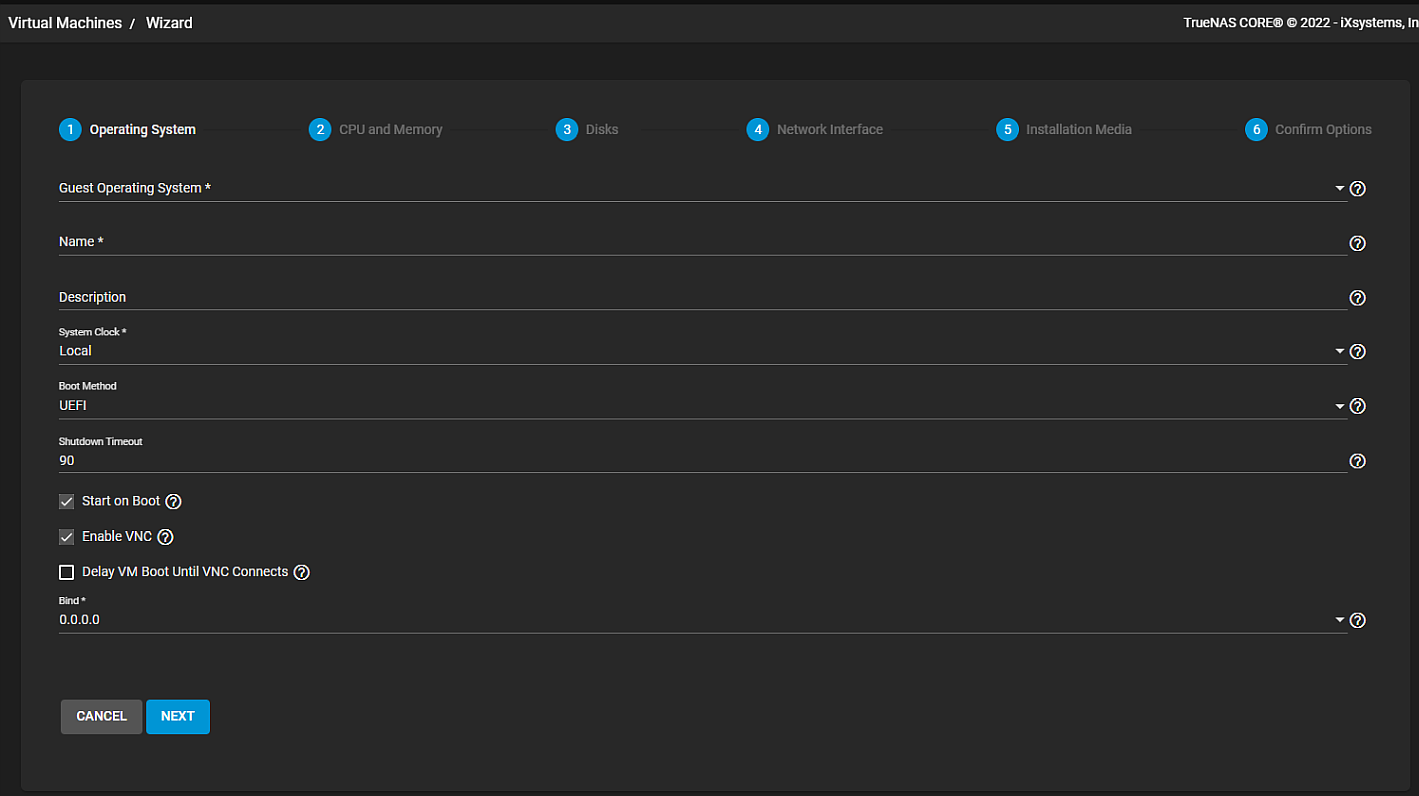 Virtual Machines / Wizard
TrueNAS CORE® © 2022 - iXsystems, In
1 Operating System
2 CPU and Memory
3 Disks
4 Network Interface
5 Installation Media
6 Confirm Options
Guest Operating System *
Name *
Description
System Clock *
Local
Boot Method
UEFI
Shutdown Timeout
90
Start on Boot
Enable VNC
Delay VM Boot Until VNC Connects
Bind *
0.0.0.0
CANCEL
NEXT